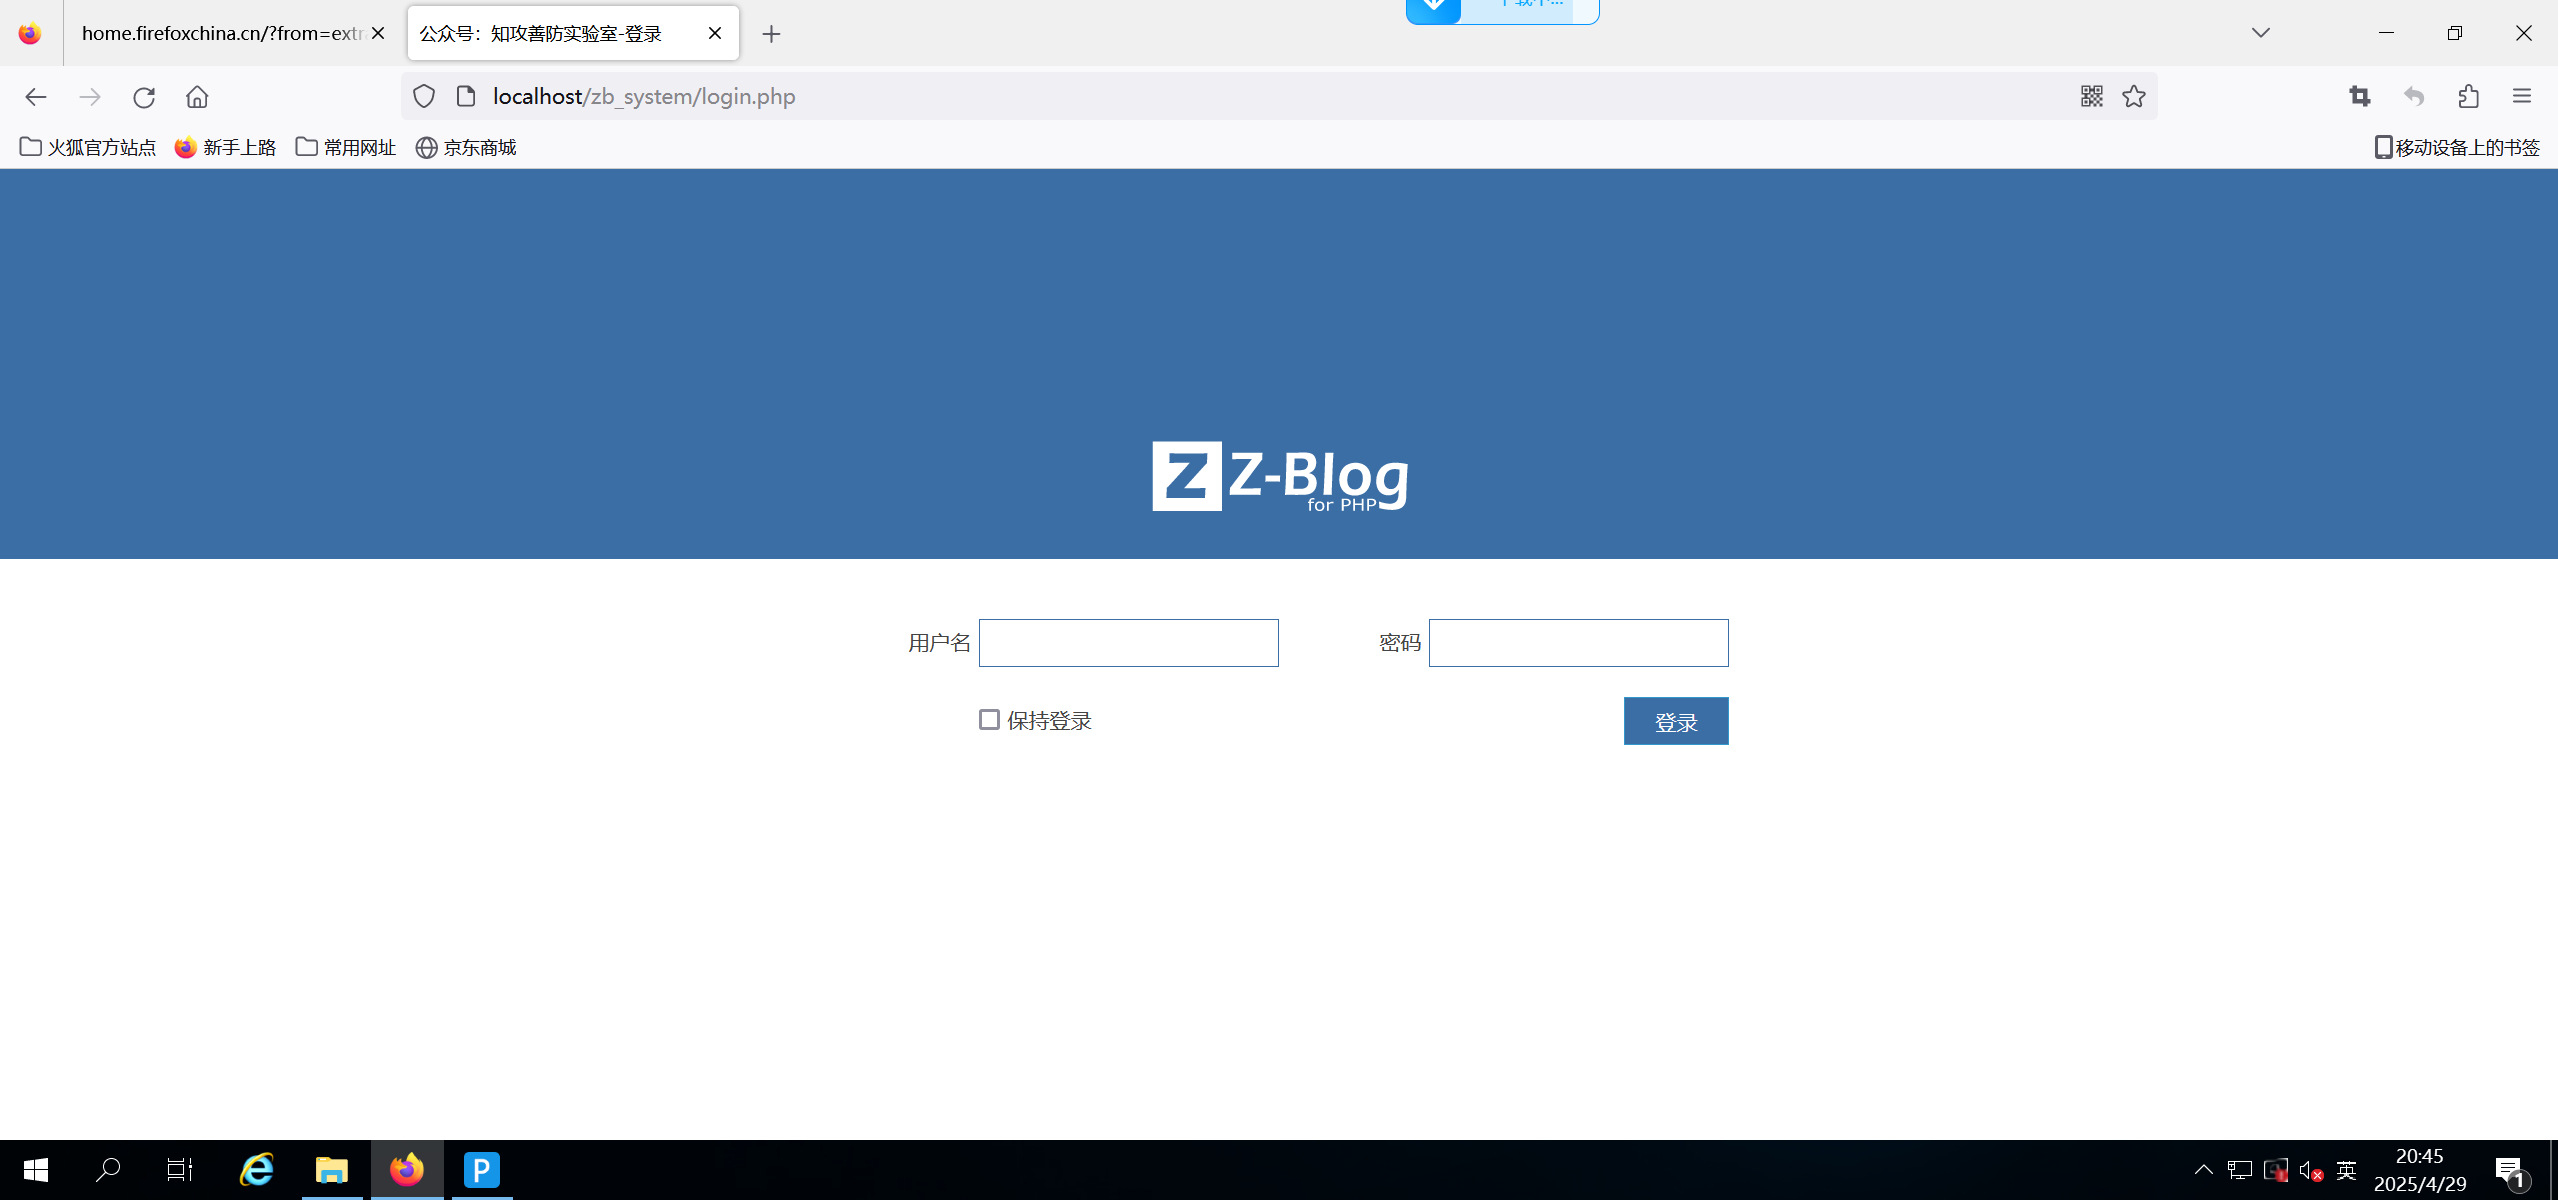 home.firefoxchina.cn/?from=extr
公众号：知攻善防实验室-登录
localhost/zb_system/login.php
火狐官方站点
新手上路
常用网址
京东商城
移动设备上的书签
Z Z-Blog
for PHP
用户名
密码
保持登录
登录
P
英
20:45
2025/4/29
1